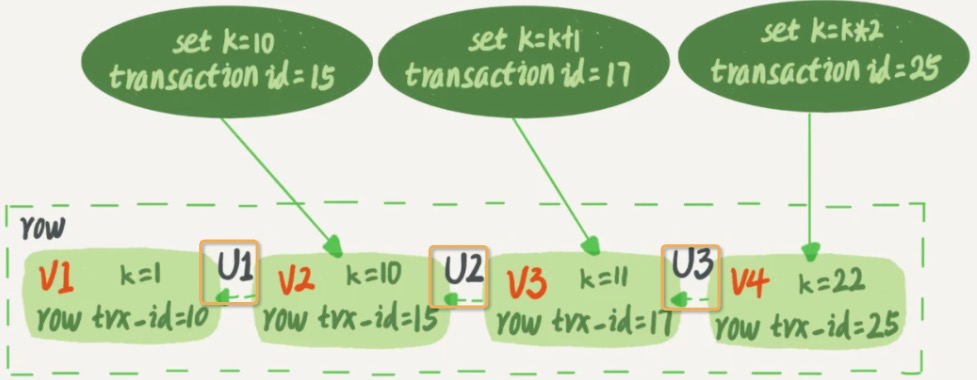 set k=10
transaction id=15
set k=k+1
transaction id=17
set k=k*2
transaction id=25
row
V1 k=1
row trx-id=10
U1
V2 k=10
row trx-id=15
U2
V3 k=11
row trx-id=17
U3
V4 k=22
row trx-id=25